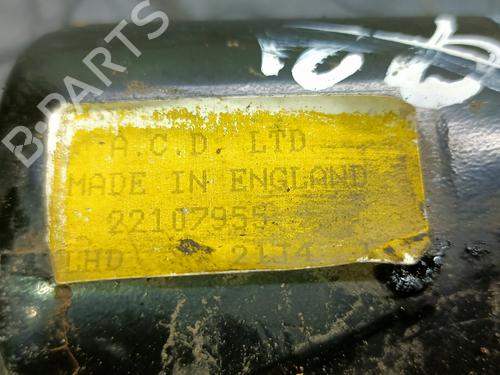 B-PARTS
A.C.D. LTD
MADE IN ENGLAND
22107955
LHD